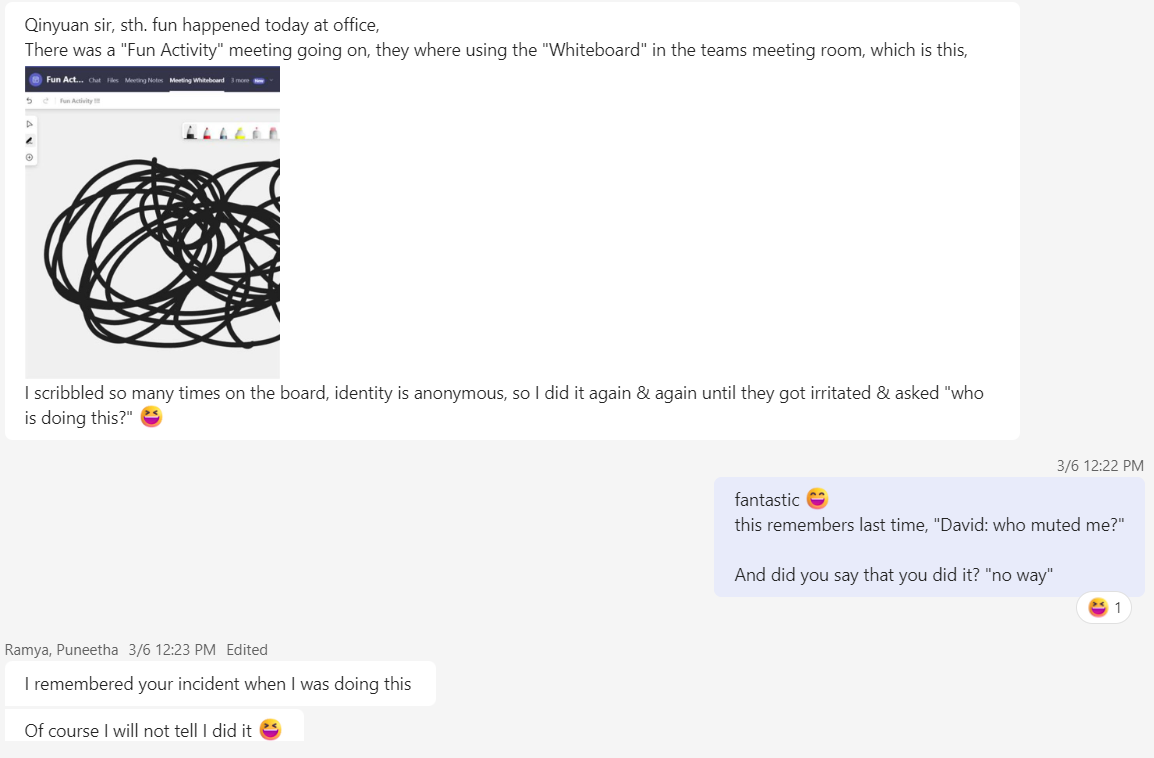 Qinyuan sir, sth. fun happened today at office,
There was a "Fun Activity" meeting going on, they where using the "Whiteboard" in the teams meeting room, which is this,
Fun Act... Chat Files Meeting Notes Meeting Whiteboard 3 more New
Fun Activity !!!
I scribbled so many times on the board, identity is anonymous, so I did it again & again until they got irritated & asked "who
is doing this?" 😆
3/6 12:22 PM
fantastic 😄
this remembers last time, "David: who muted me?"
And did you say that you did it? "no way"
😆 1
Ramya, Puneetha 3/6 12:23 PM Edited
I remembered your incident when I was doing this
Of course I will not tell I did it 😆